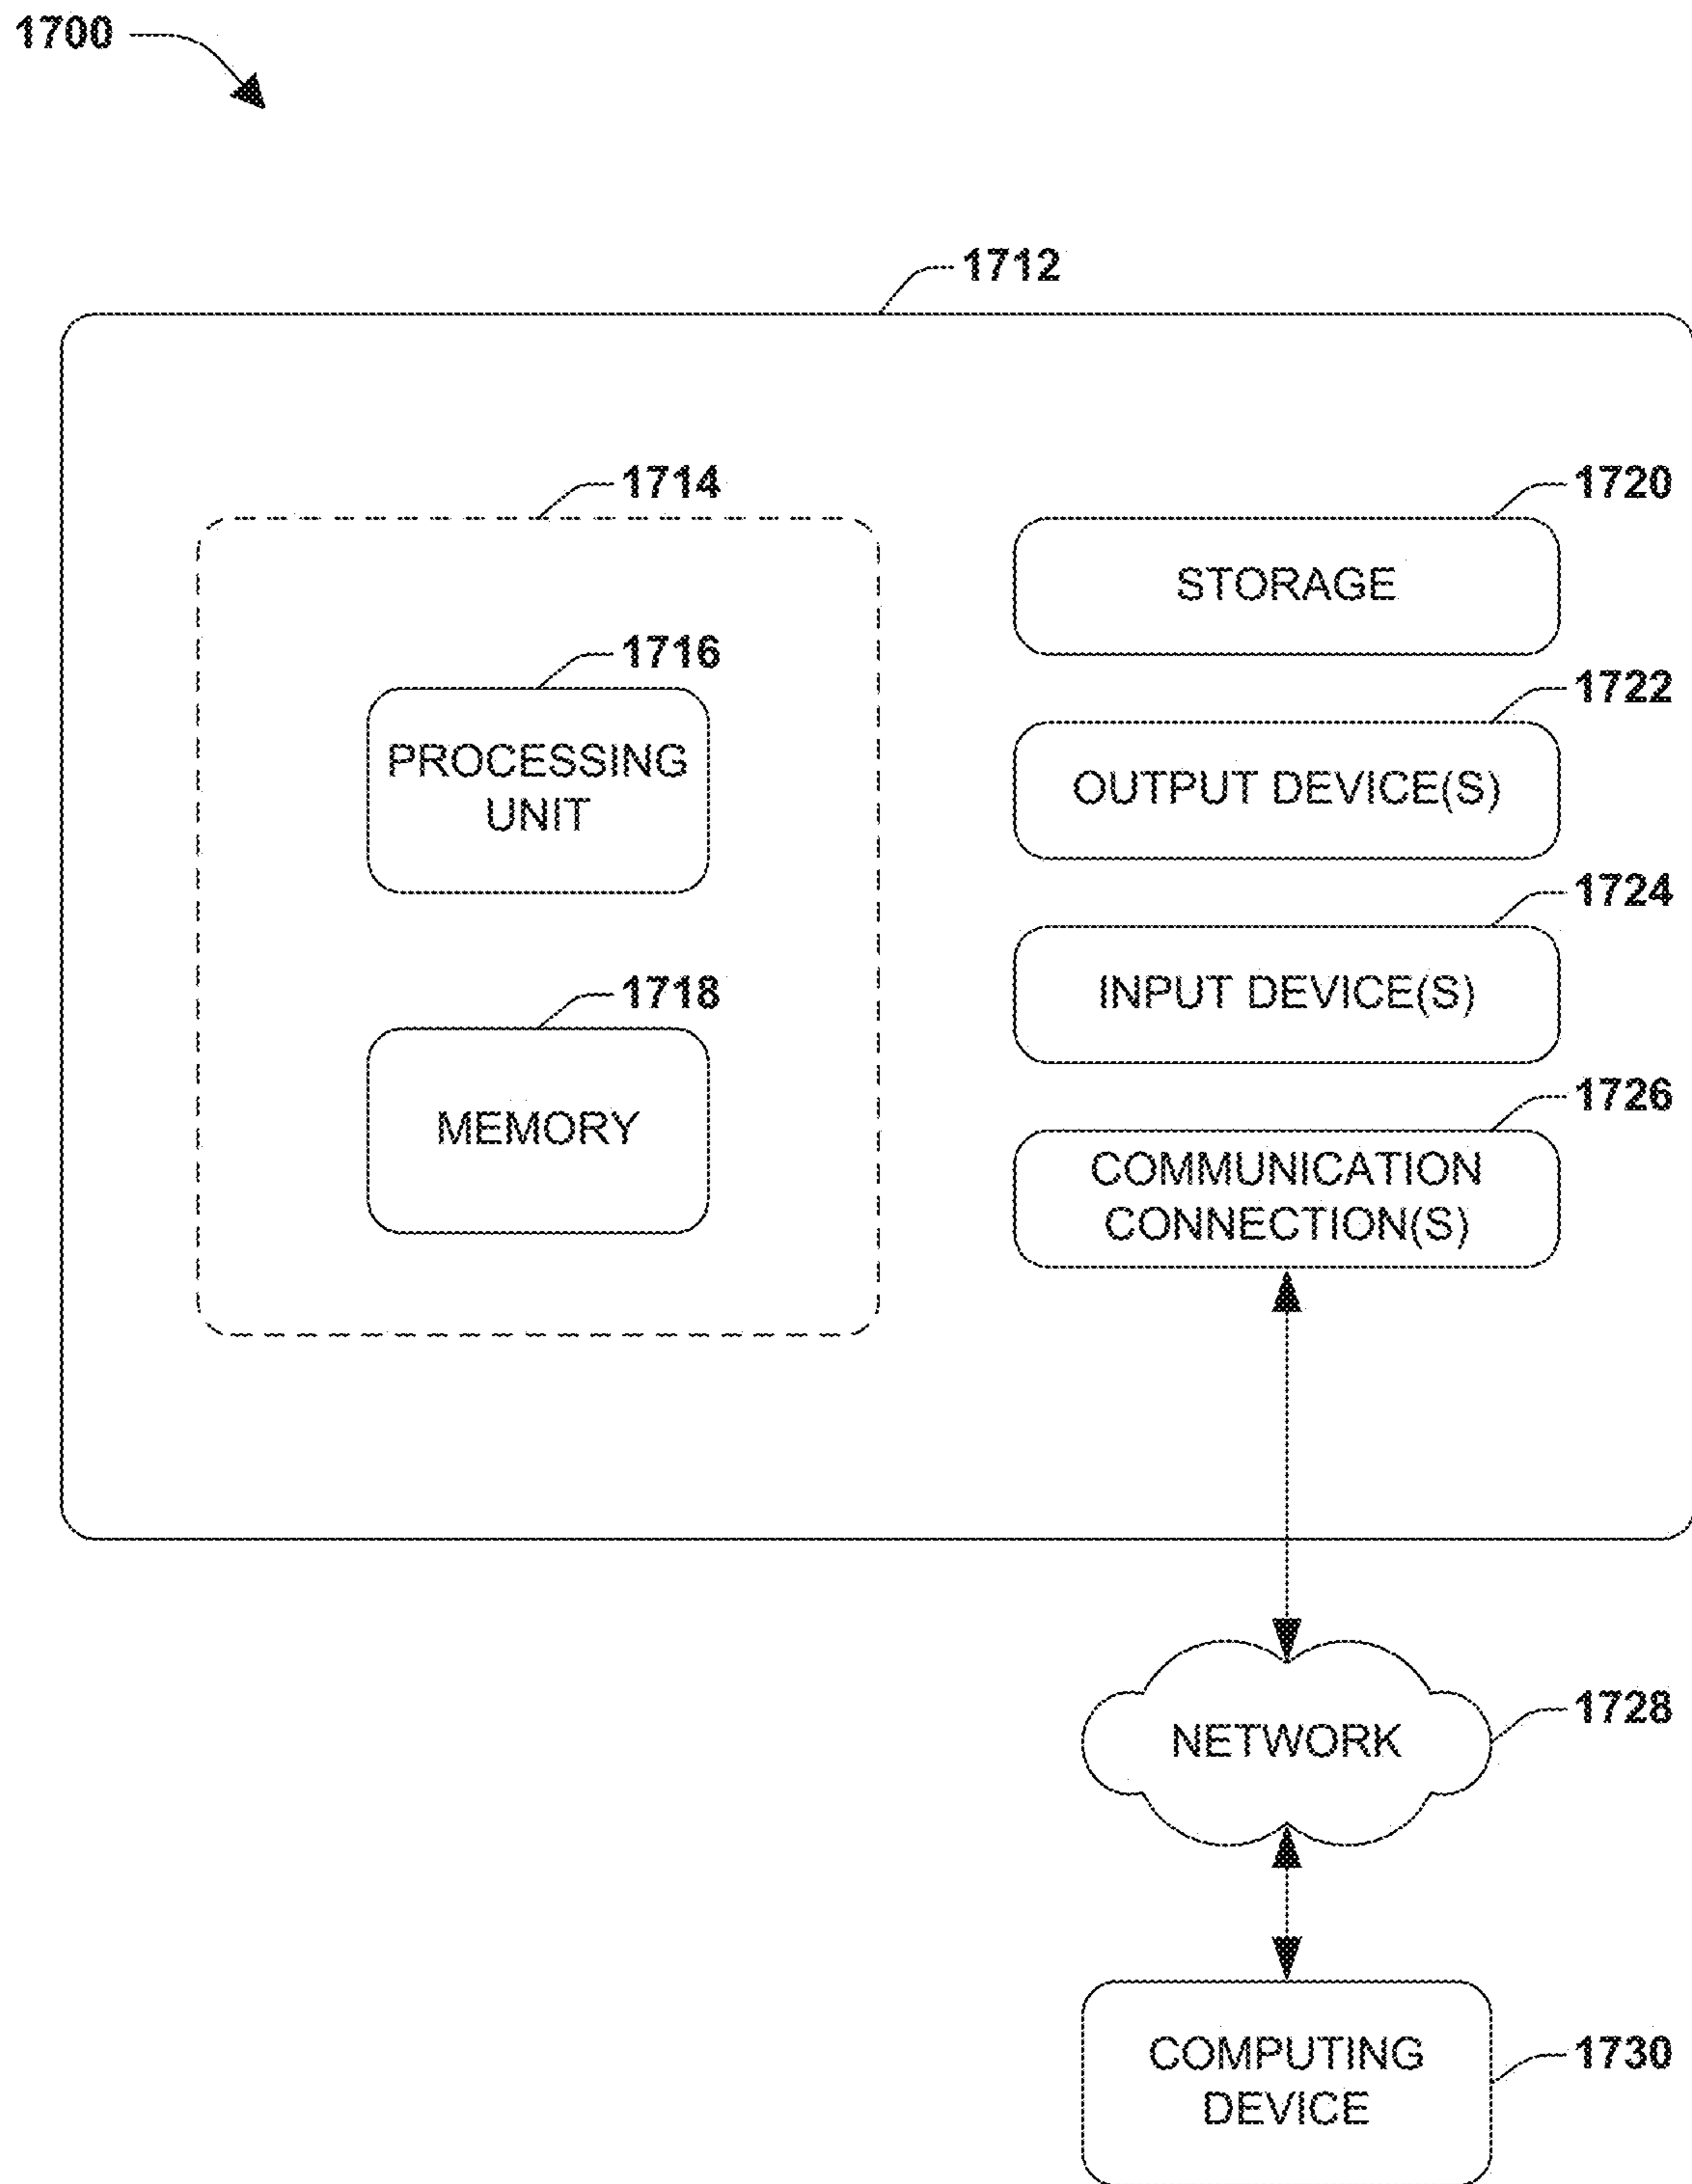 1700
1712
1714
1716
PROCESSING
UNIT
1718
MEMORY
1720
STORAGE
1722
OUTPUT DEVICE(S)
1724
INPUT DEVICE(S)
1726
COMMUNICATION
CONNECTION(S)
1728
NETWORK
1730
COMPUTING
DEVICE